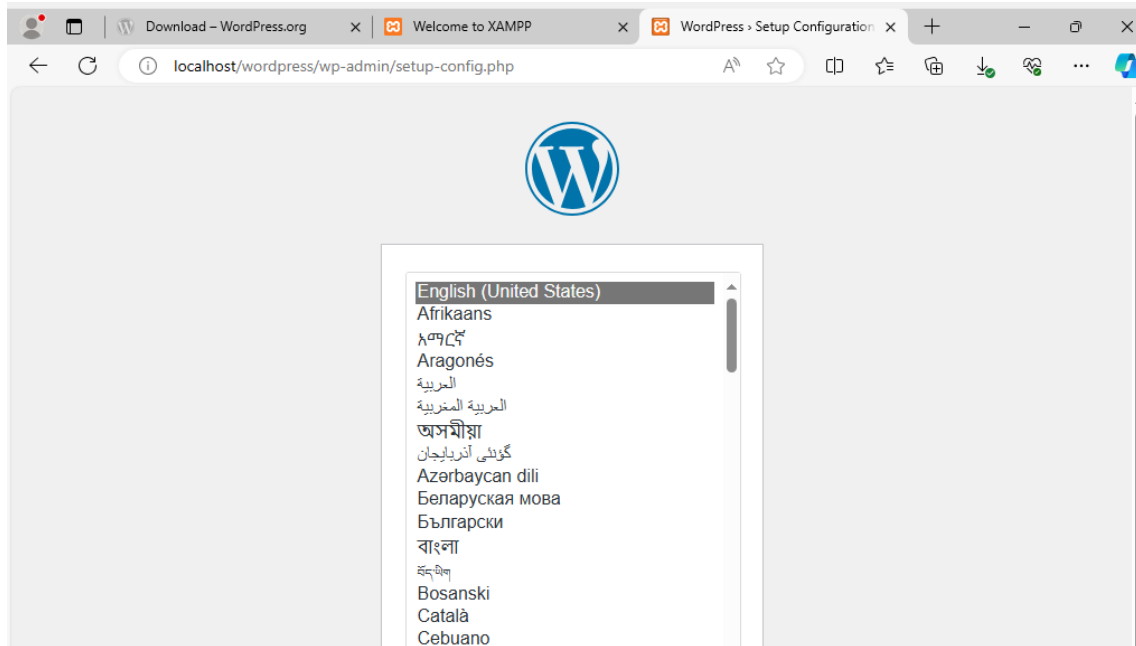 Download – WordPress.org
Welcome to XAMPP
WordPress › Setup Configuration
localhost/wordpress/wp-admin/setup-config.php
English (United States)
Afrikaans
አማርኛ
Aragonés
العربية
العربية المغربية
অসমীয়া
گؤنئی آذربایجان
Azərbaycan dili
Беларуская мова
Български
বাংলা
བོད་ཡིག
Bosanski
Català
Cebuano